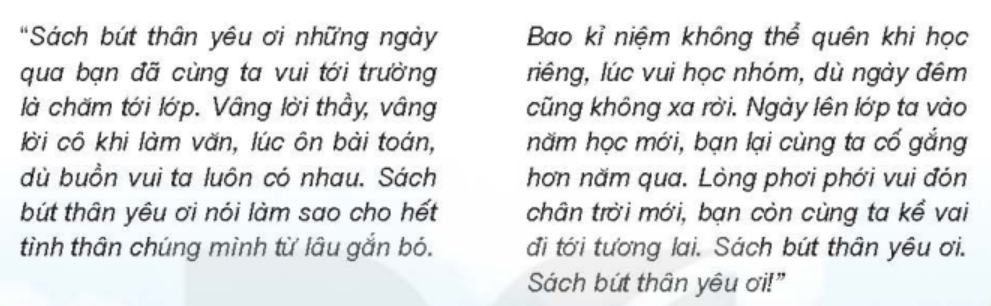 “Sách bút thân yêu ơi những ngày
qua bạn đã cùng ta vui tới trường
là chăm tới lớp. Vâng lời thầy, vâng
lời cô khi làm văn, lúc ôn bài toán,
dù buồn vui ta luôn có nhau. Sách
bút thân yêu ơi nói làm sao cho hết
tình thân chúng mình từ lâu gắn bó.
Bao kỉ niệm không thể quên khi học
riêng, lúc vui học nhóm, dù ngày đêm
cũng không xa rời. Ngày lên lớp ta vào
năm học mới, bạn lại cùng ta cố gắng
hơn năm qua. Lòng phơi phới vui đón
chân trời mới, bạn còn cùng ta kề vai
đi tới tương lai. Sách bút thân yêu ơi.
Sách bút thân yêu ơi!”